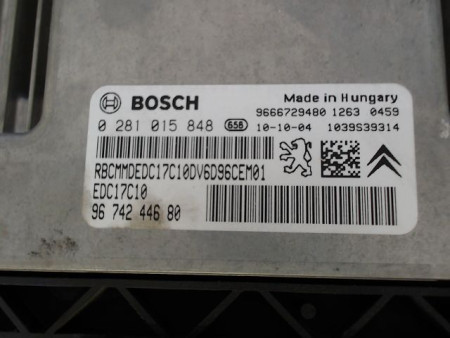 BOSCH
Made in Hungary
9666729480 1263 0459
0 281 015 848 656 10-10-04 1039S39314
RBCMMDEDC17C10DV6D96CEM01
EDC17C10
96 742 446 80